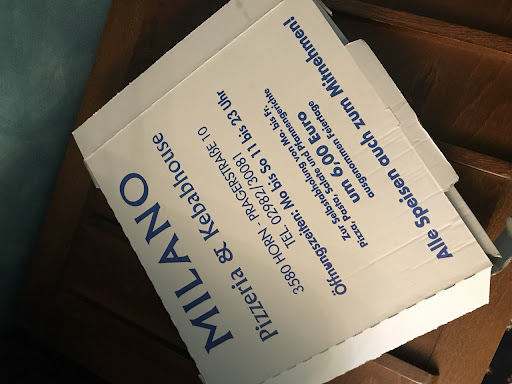 MILANO
Pizzeria & Kebabhouse
3580 HORN, PRAGERSTRAßE 10
TEL. 02982/20081
Öffnungszeiten: Mo bis So 11 bis 23 Uhr
Zur Selbstabholung von Mo. bis Fr.
Pizza, Pasta, Salate und Pfannengerichte
um 6,00 Euro
ausgenommen Feiertage
Alle Speisen auch zum Mitnehmen!